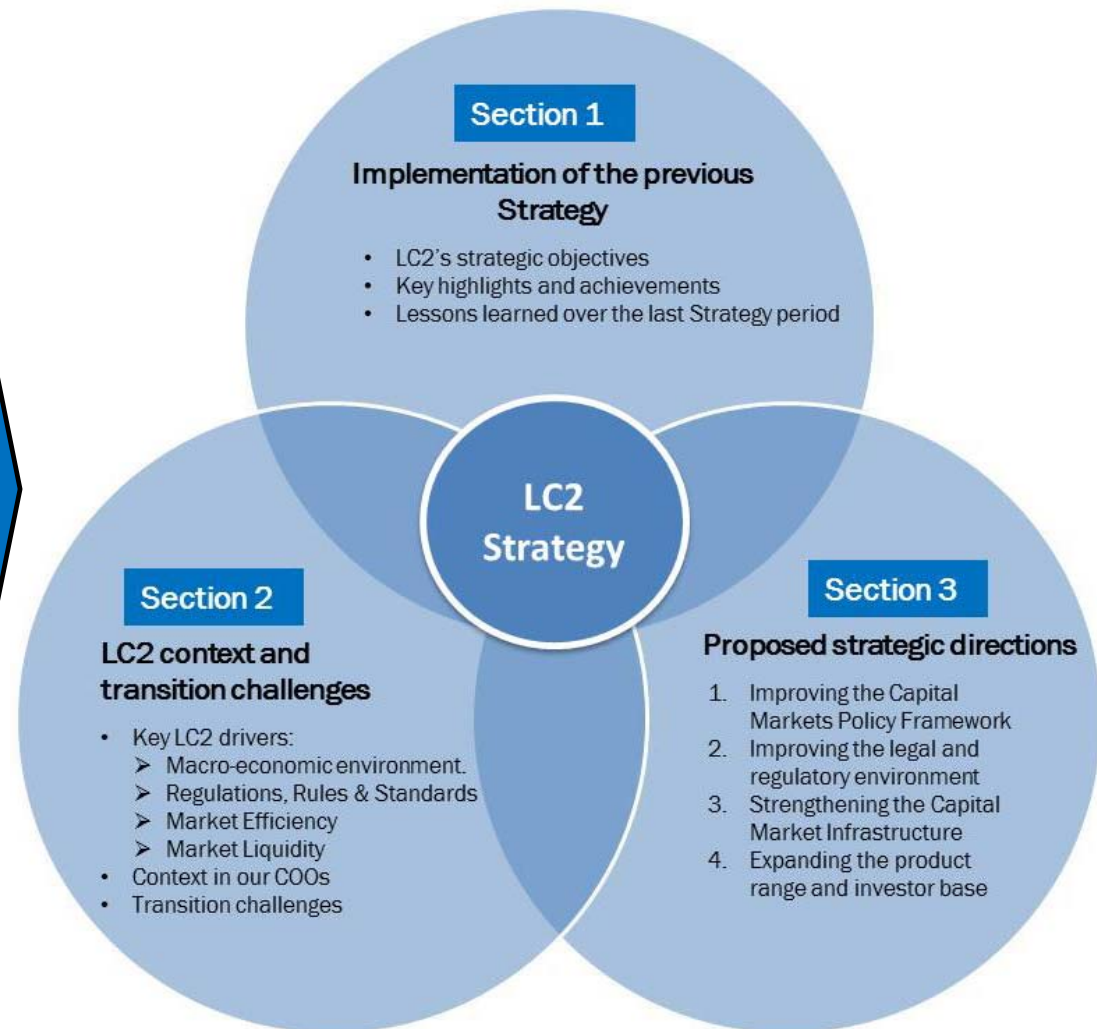 Section 1
Implementation of the previous
Strategy
• LC2's strategic objectives
• Key highlights and achievements
• Lessons learned over the last Strategy period
LC2
Strategy
Section 2
LC2 context and
transition challenges
• Key LC2 drivers:
➢ Macro-economic environment.
➢ Regulations, Rules & Standards
➢ Market Efficiency
➢ Market Liquidity
• Context in our COOs
• Transition challenges
Section 3
Proposed strategic directions
1. Improving the Capital
Markets Policy Framework
2. Improving the legal and
regulatory environment
3. Strengthening the Capital
Market Infrastructure
4. Expanding the product
range and investor base